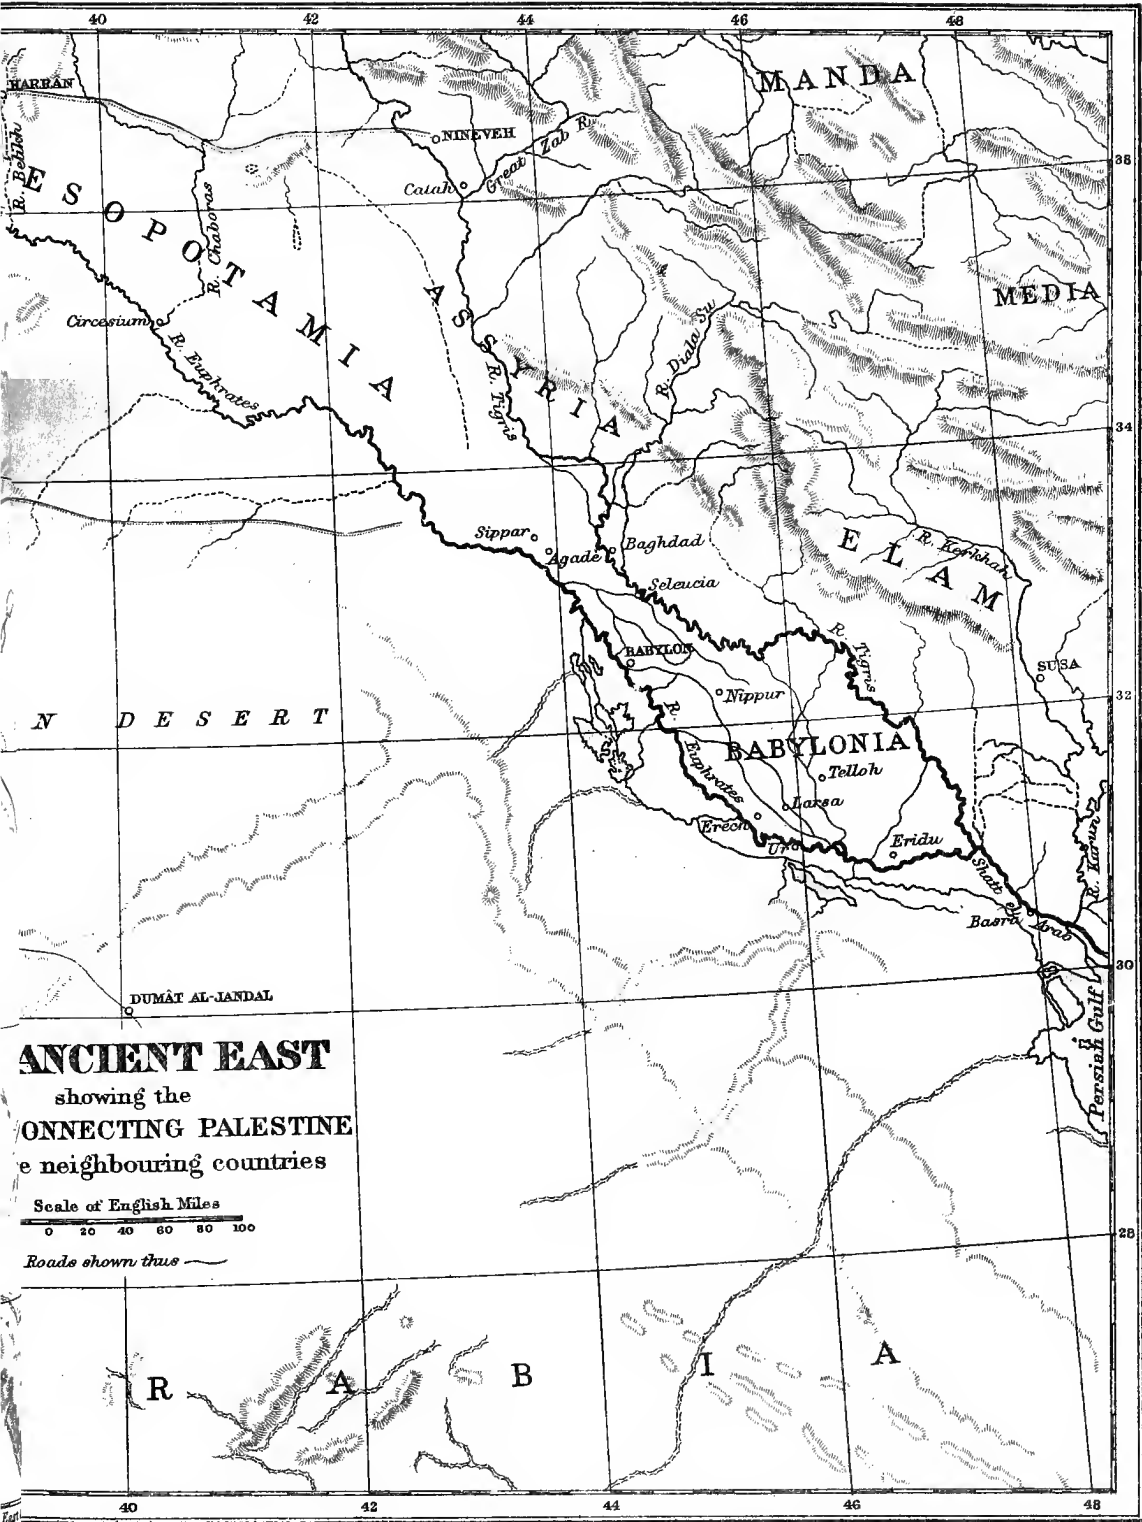 40 42 44 46 48
HARRÂN
MANDA
NINEVEH
Great Zab R.
38
R. Belikh
Calah
ESOPOTAMIA
R. Chaboras
ASSYRIA
MEDIA
Circesium
R. Euphrates
R. Diala Su
R. Tigris
34
Sippar
Agade
Baghdad
ELAM
R. Kerkhah
Seleucia
BABYLON
R. Tigris
SUSA
Nippur
32
N DESERT
R. Euphrates
BABYLONIA
Telloh
Larsa
Erech
Ur
Eridu
R. Karun
Shatt
Basra
Arab
30
DUMÂT AL-JANDAL
Persian Gulf
ANCIENT EAST
showing the
ONNECTING PALESTINE
e neighbouring countries
Scale of English Miles
0 20 40 60 80 100
Roads shown thus
28
R A B I A
40 42 44 46 48